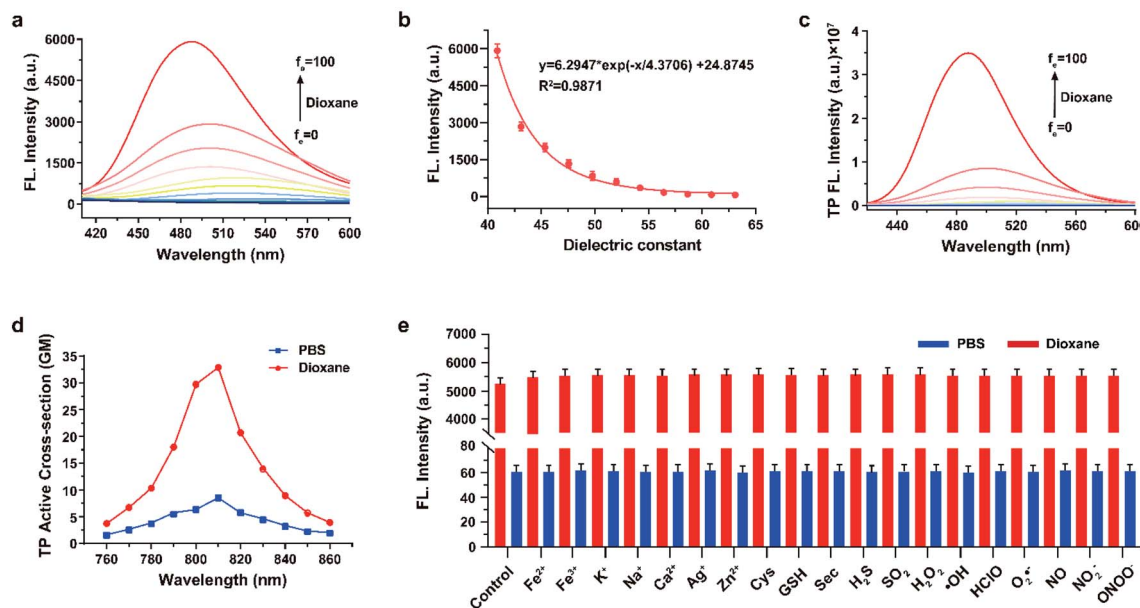 a
FL. Intensity (a.u.)
6000
4500
3000
1500
0
420 450 480 510 540 570 600
Wavelength (nm)
fₑ=100
Dioxane
fₑ=0
b
FL. Intensity (a.u.)
6000
4500
3000
1500
0
40 45 50 55 60 65
Dielectric constant
y=6.2947*exp(-x/4.3706) +24.8745
R²=0.9871
c
TP FL. Intensity (a.u.)×10⁷
4
3
2
1
0
440 480 520 560 600
Wavelength (nm)
fₑ=100
Dioxane
fₑ=0
d
TP Active Cross-section (GM)
35
30
25
20
15
10
5
0
760 780 800 820 840 860
Wavelength (nm)
PBS
Dioxane
e
FL. Intensity (a.u.)
7000
6000
5000
4000
80
60
40
20
0
PBS Dioxane
Control Fe²⁺ Fe³⁺ K⁺ Na⁺ Ca²⁺ Ag⁺ Zn²⁺ Cys GSH Sec H₂S SO₂ H₂O₂ •OH HClO O₂•⁻ NO NO₂⁻ ONOO⁻